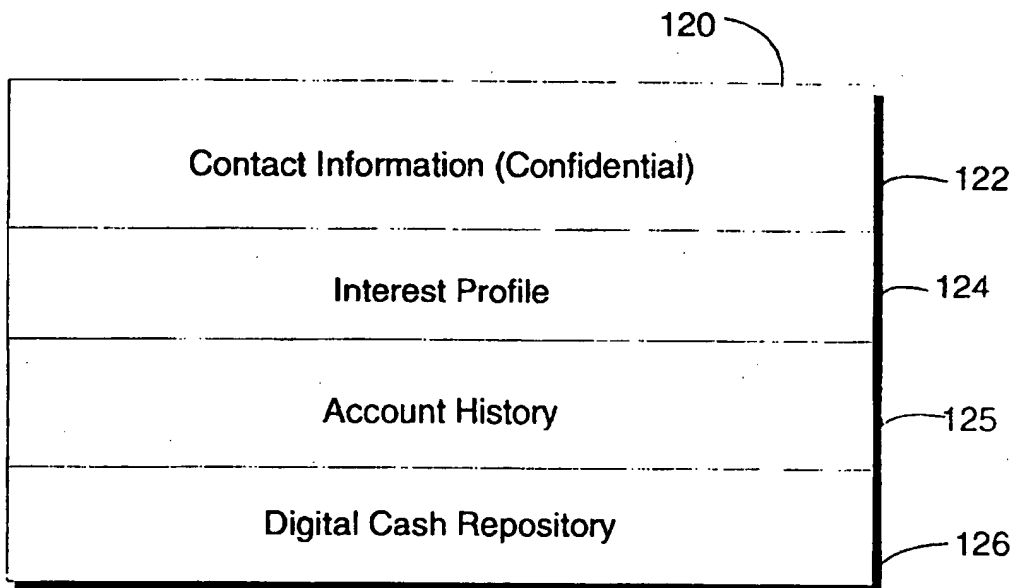 120
Contact Information (Confidential)
122
Interest Profile
124
Account History
125
Digital Cash Repository
126